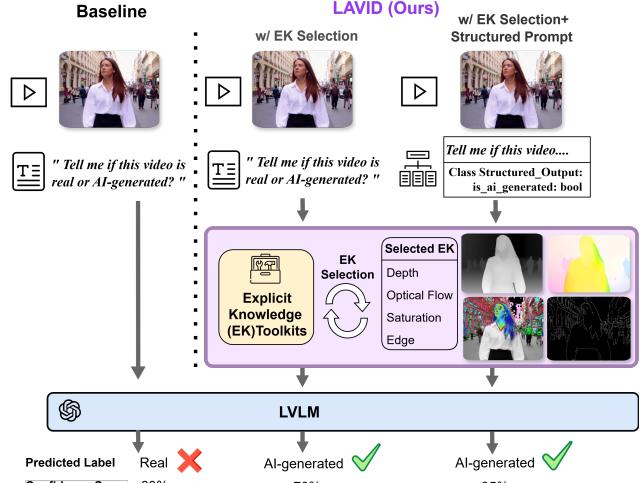 Baseline
LAVID (Ours)
w/ EK Selection
w/ EK Selection+
Structured Prompt
T
" Tell me if this video is
real or AI-generated? "
T
" Tell me if this video is
real or AI-generated? "
Tell me if this video....
Class Structured_Output:
is_ai_generated: bool
Explicit
Knowledge
(EK)Toolkits
EK
Selection
Selected EK
Depth
Optical Flow
Saturation
Edge
LVLM
Predicted Label
Real
AI-generated
AI-generated